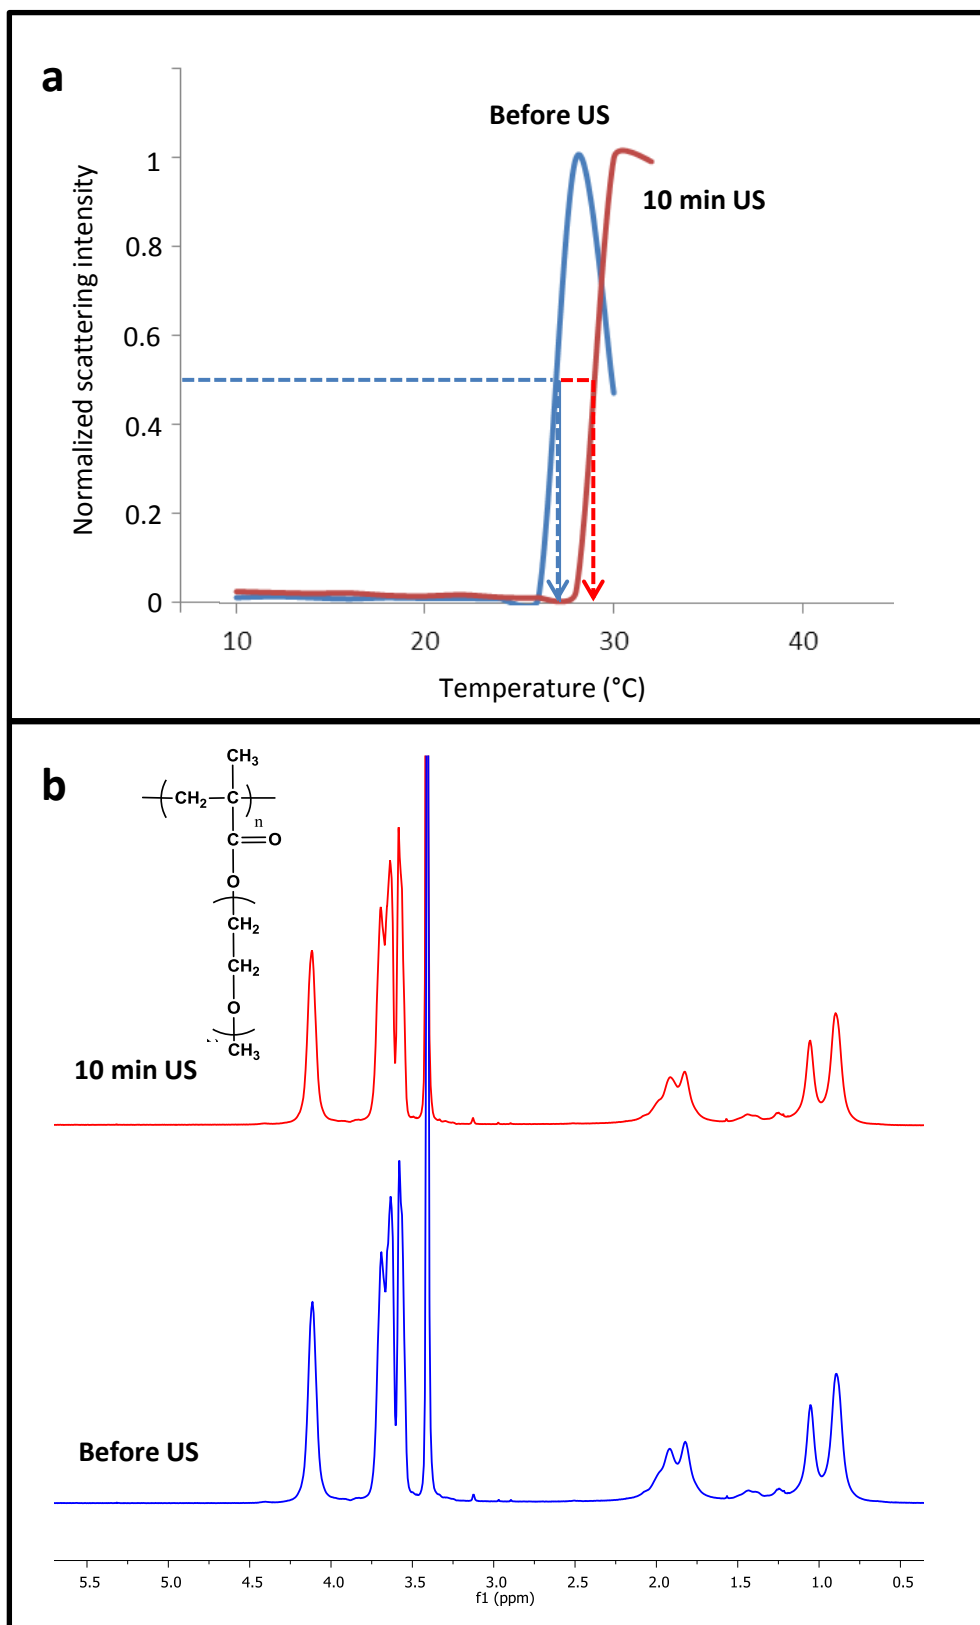 a
Before US
10 min US
Normalized scattering intensity
1
0.8
0.6
0.4
0.2
0
10 20 30 40
Temperature (°C)
b
CH3
CH2 C
n
C O
O
CH2
CH2
O
CH3
10 min US
Before US
5.5 5.0 4.5 4.0 3.5 3.0 2.5 2.0 1.5 1.0 0.5
f1 (ppm)